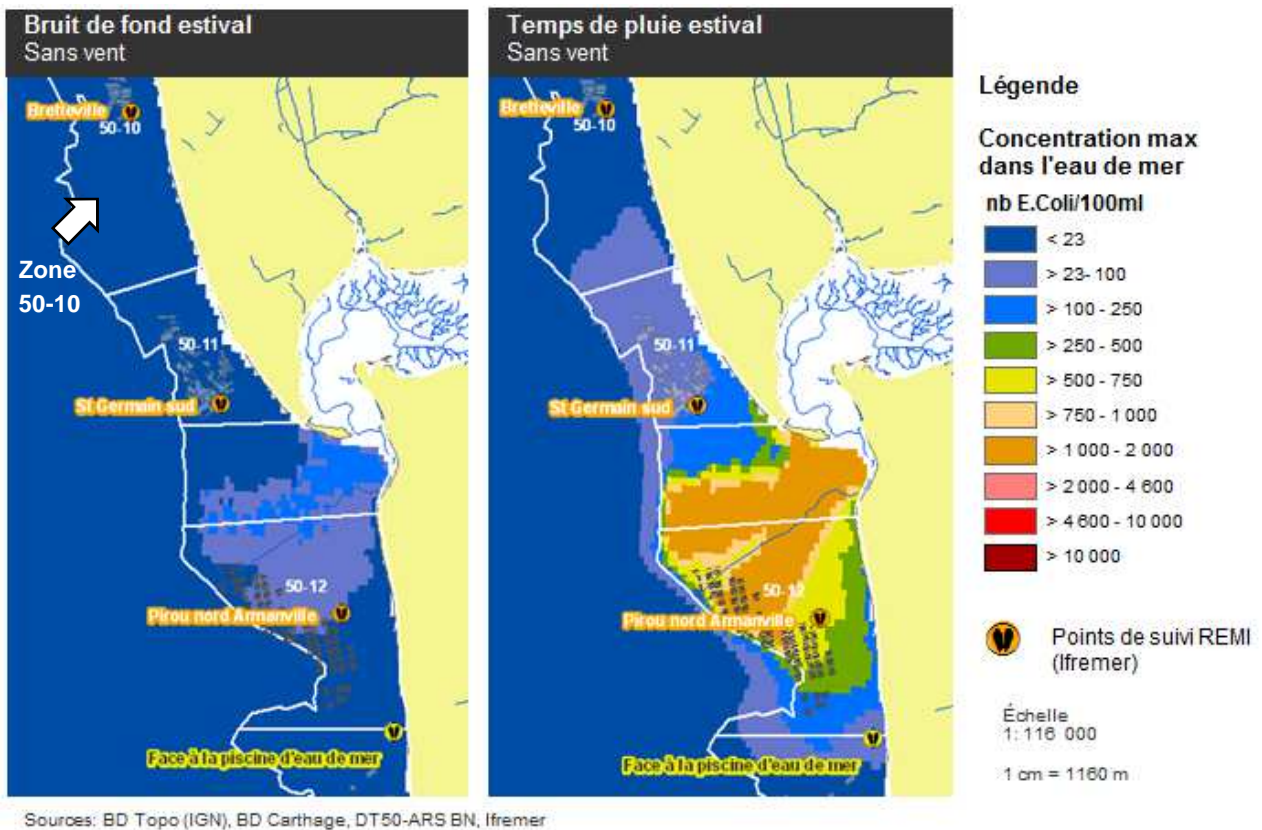 Bruit de fond estival
Sans vent
Bretteville
50-10
Zone
50-10
50-11
St Germain sud
50-12
Pirou nord Armanville
Face à la piscine d'eau de mer
Temps de pluie estival
Sans vent
Bretteville
50-10
50-11
St Germain sud
50-12
Pirou nord Armanville
Face à la piscine d'eau de mer
Légende
Concentration max
dans l'eau de mer
nb E.Coli/100ml
< 23
> 23- 100
> 100 - 250
> 250 - 500
> 500 - 750
> 750 - 1 000
> 1 000 - 2 000
> 2 000 - 4 600
> 4 600 - 10 000
> 10 000
Points de suivi REMI
(Ifremer)
Échelle
1: 116 000
1 cm = 1160 m
Sources: BD Topo (IGN), BD Carthage, DT50-ARS BN, Ifremer